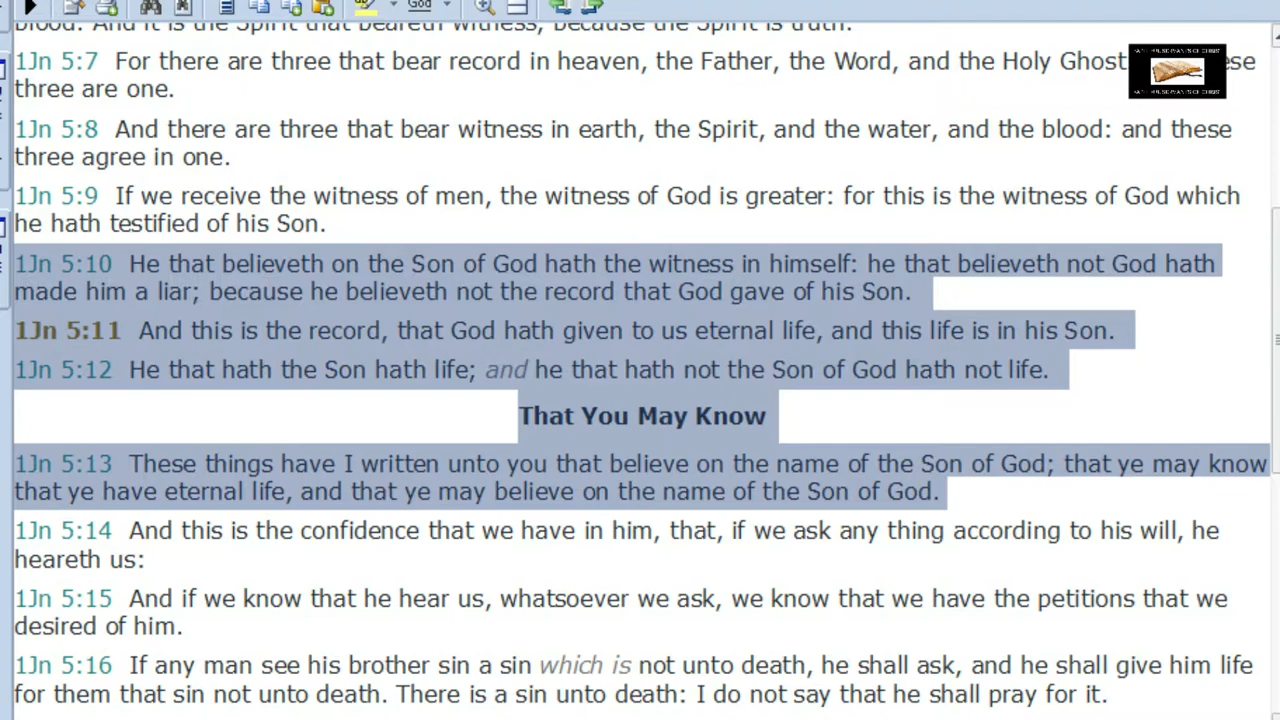 God
blood: And it is the Spirit that beareth witness, because the Spirit is truth.
1Jn 5:7 For there are three that bear record in heaven, the Father, the Word, and the Holy Ghost
three are one.
1Jn 5:8 And there are three that bear witness in earth, the Spirit, and the water, and the blood: and these
three agree in one.
1Jn 5:9 If we receive the witness of men, the witness of God is greater: for this is the witness of God which
he hath testified of his Son.
1Jn 5:10 He that believeth on the Son of God hath the witness in himself: he that believeth not God hath
made him a liar; because he believeth not the record that God gave of his Son.
1Jn 5:11 And this is the record, that God hath given to us eternal life, and this life is in his Son.
1Jn 5:12 He that hath the Son hath life; and he that hath not the Son of God hath not life.
That You May Know
1Jn 5:13 These things have I written unto you that believe on the name of the Son of God; that ye may know
that ye have eternal life, and that ye may believe on the name of the Son of God.
1Jn 5:14 And this is the confidence that we have in him, that, if we ask any thing according to his will, he
heareth us:
1Jn 5:15 And if we know that he hear us, whatsoever we ask, we know that we have the petitions that we
desired of him.
1Jn 5:16 If any man see his brother sin a sin which is not unto death, he shall ask, and he shall give him life
for them that sin not unto death. There is a sin unto death: I do not say that he shall pray for it.